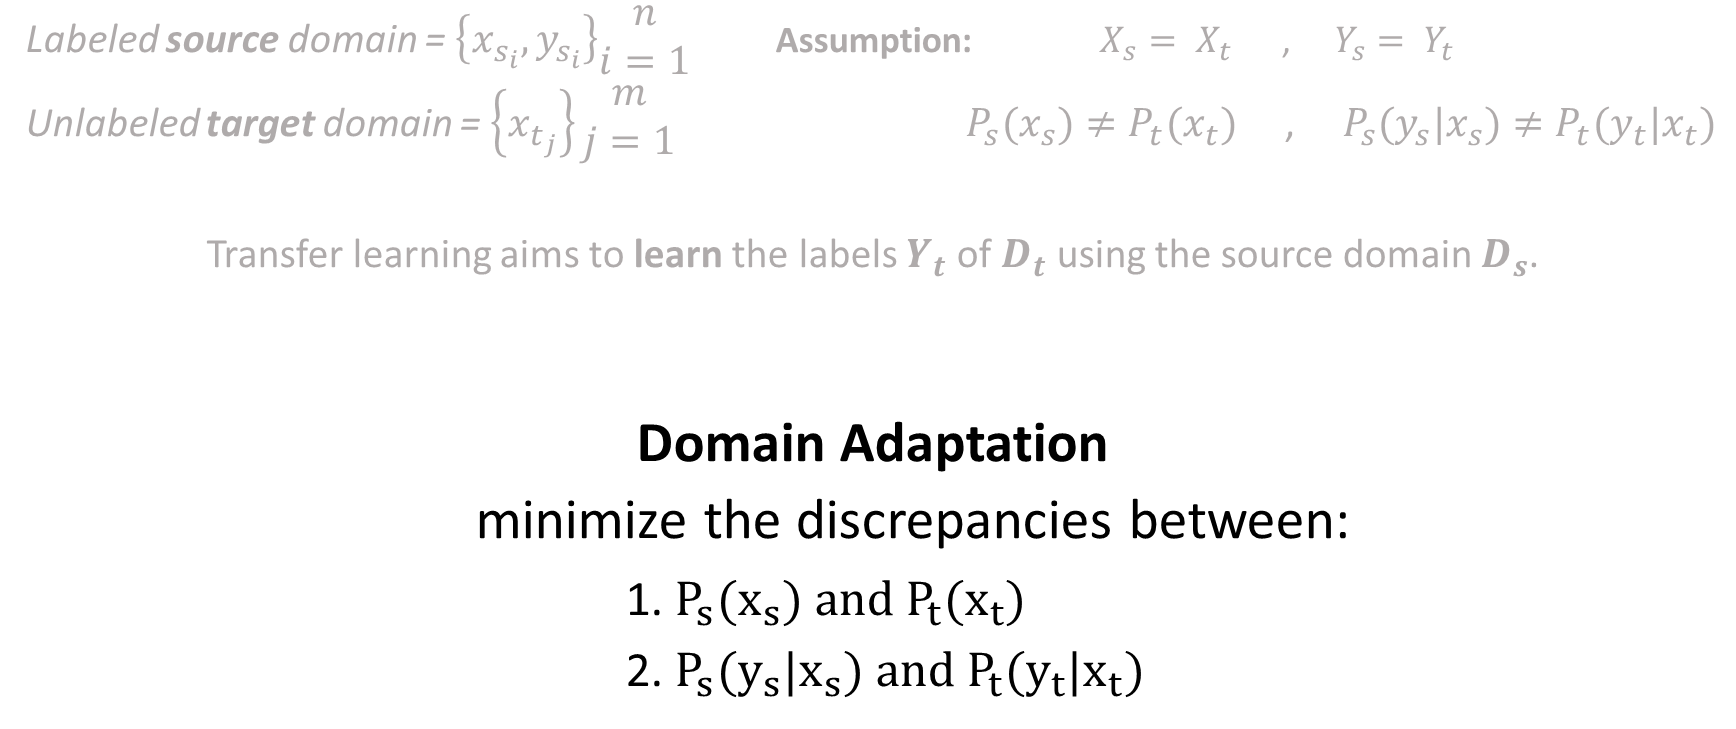 Labeled source domain = {x_{s_i}, y_{s_i}}_{i = 1}^{n} Assumption: X_s = X_t , Y_s = Y_t
Unlabeled target domain = {x_{t_j}}_{j = 1}^{m} P_s(x_s) ≠ P_t(x_t) , P_s(y_s|x_s) ≠ P_t(y_t|x_t)
Transfer learning aims to learn the labels Y_t of D_t using the source domain D_s.
Domain Adaptation
minimize the discrepancies between:
1. P_s(x_s) and P_t(x_t)
2. P_s(y_s|x_s) and P_t(y_t|x_t)